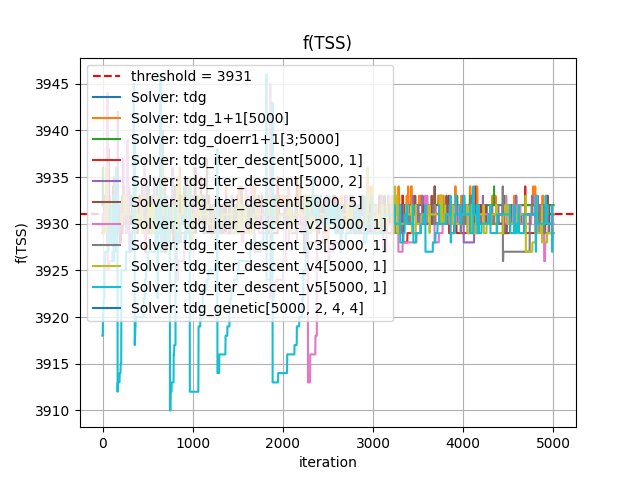 f(TSS)
3945
3940
3935
3930
3925
3920
3915
3910
f(TSS)
threshold = 3931
Solver: tdg
Solver: tdg_1+1[5000]
Solver: tdg_doerr1+1[3;5000]
Solver: tdg_iter_descent[5000, 1]
Solver: tdg_iter_descent[5000, 2]
Solver: tdg_iter_descent[5000, 5]
Solver: tdg_iter_descent_v2[5000, 1]
Solver: tdg_iter_descent_v3[5000, 1]
Solver: tdg_iter_descent_v4[5000, 1]
Solver: tdg_iter_descent_v5[5000, 1]
Solver: tdg_genetic[5000, 2, 4, 4]
0 1000 2000 3000 4000 5000
iteration